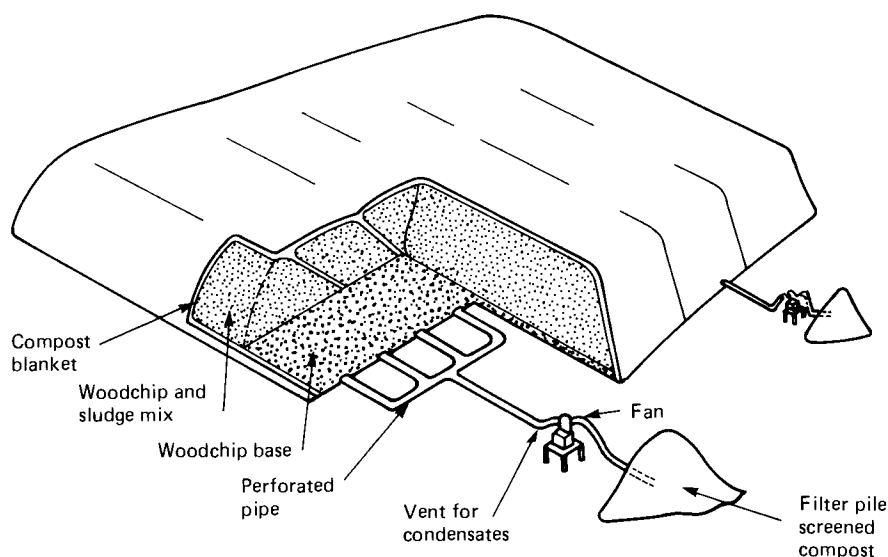 Compost
blanket
Woodchip and
sludge mix
Woodchip base
Perforated
pipe
Vent for
condensates
Fan
Filter pile
screened
compost